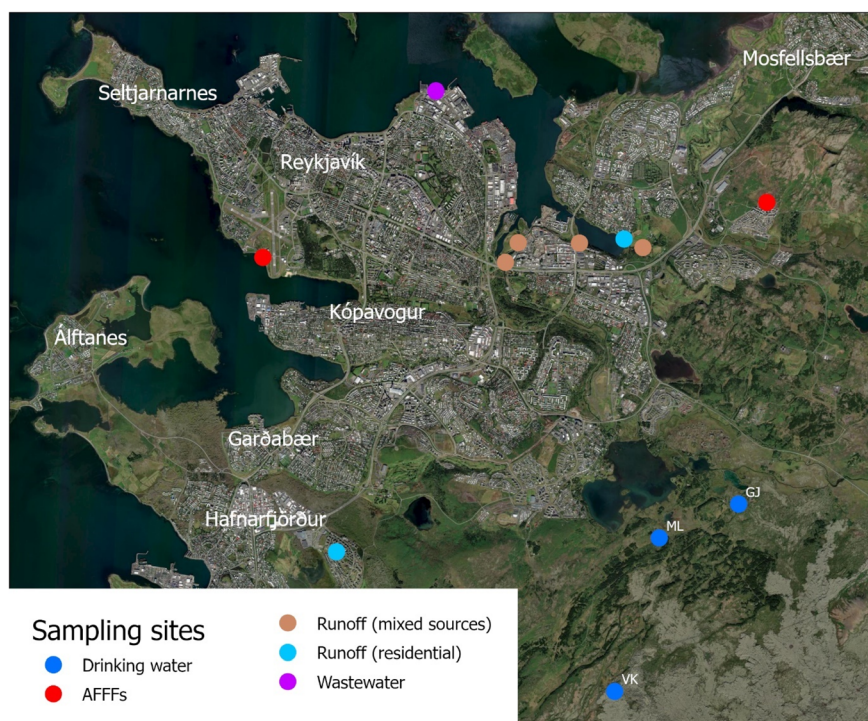 Mosfellsbær
Seltjarnarnes
Reykjavík
Kópavogur
Álftanes
Garðabær
GJ
Hafnarfjörður
ML
VK
Sampling sites
Drinking water
AFFFs
Runoff (mixed sources)
Runoff (residential)
Wastewater